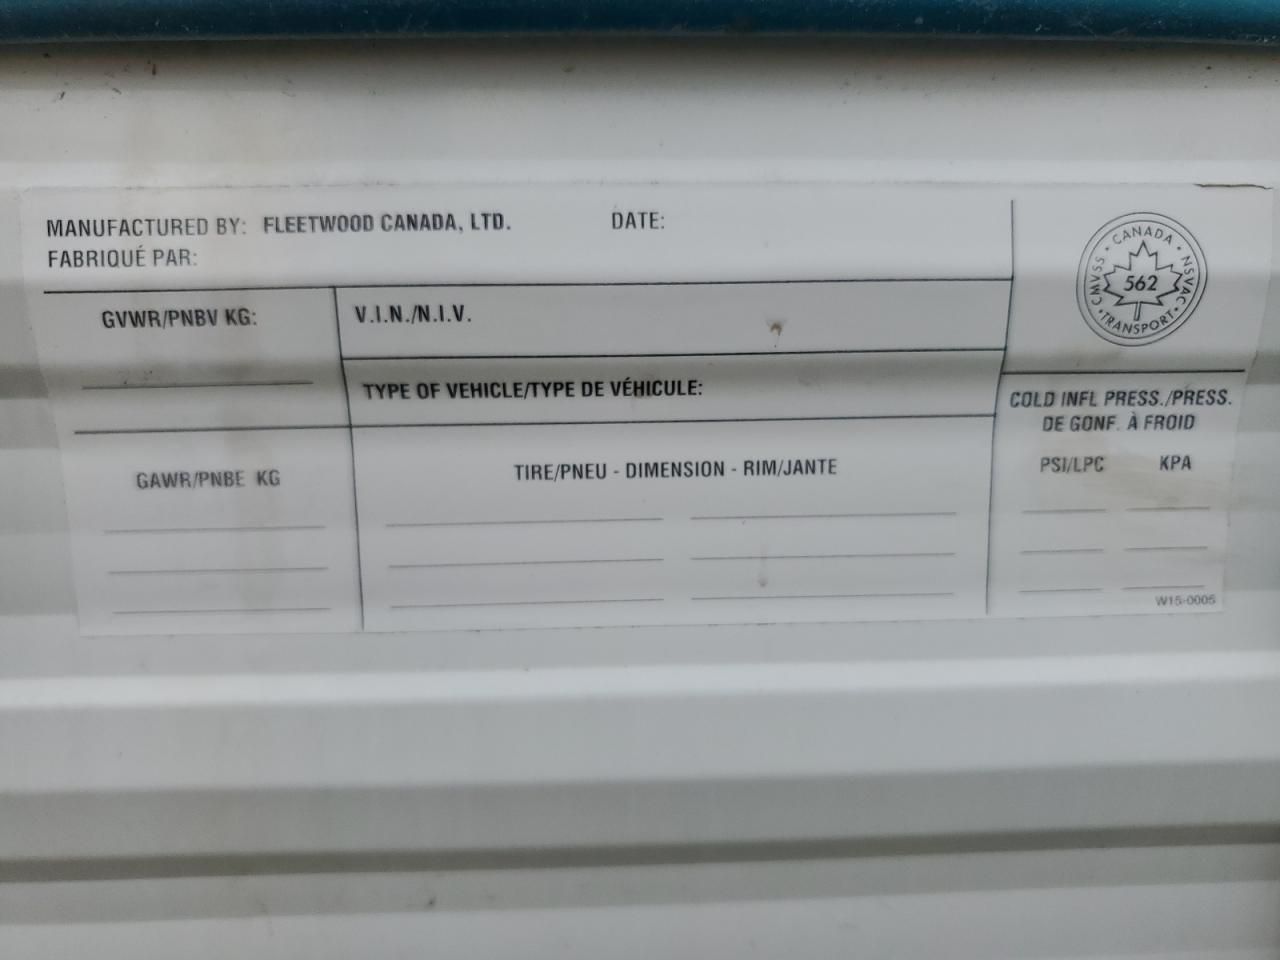 MANUFACTURED BY: FLEETWOOD CANADA, LTD. DATE:
FABRIQUÉ PAR:
CANADA
CMVSS 562 NSVAC
TRANSPORT
GVWR/PNBV KG:
V.I.N./N.I.V.
TYPE OF VEHICLE/TYPE DE VÉHICULE:
COLD INFL PRESS./PRESS.
DE GONF. À FROID
PSI/LPC KPA
GAWR/PNBE KG
TIRE/PNEU - DIMENSION - RIM/JANTE
W15-0005